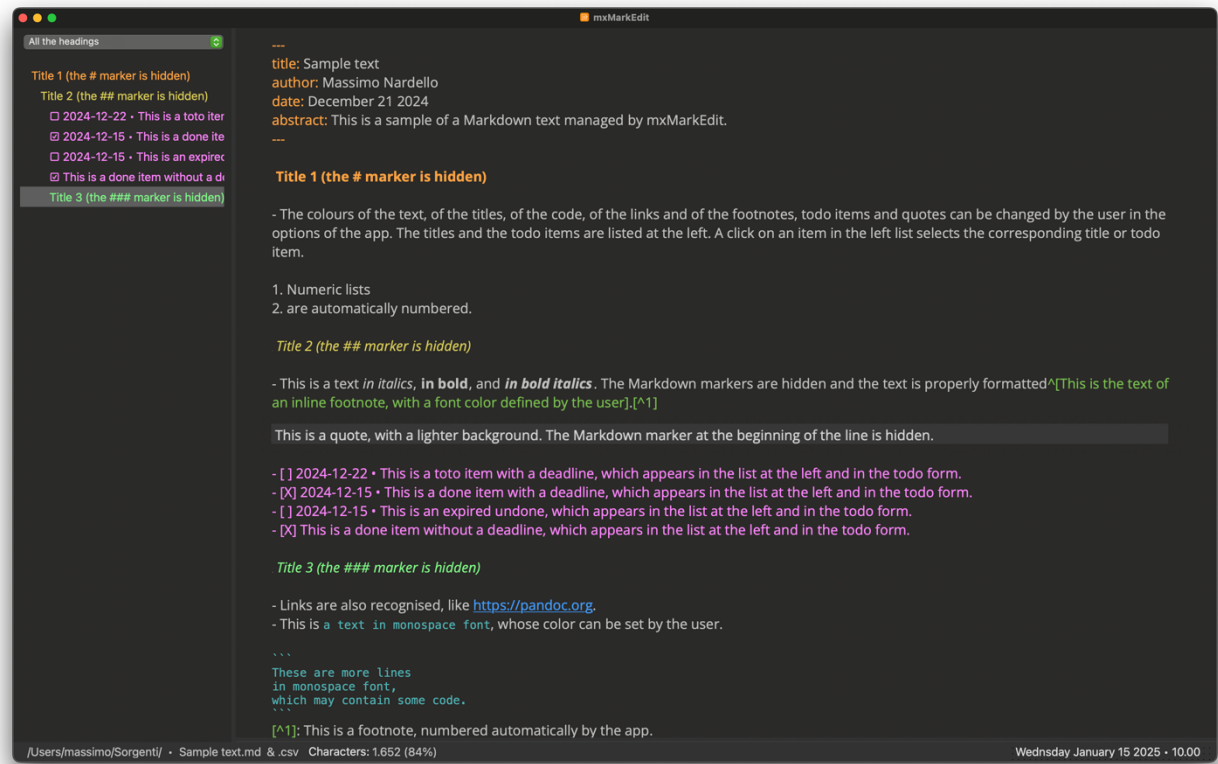 mxMarkEdit
All the headings
Title 1 (the # marker is hidden)
Title 2 (the ## marker is hidden)
☐ 2024-12-22 • This is a toto iter
☑ 2024-12-15 • This is a done ite
☐ 2024-12-15 • This is an expired
☑ This is a done item without a de
Title 3 (the ### marker is hidden)
---
title: Sample text
author: Massimo Nardello
date: December 21 2024
abstract: This is a sample of a Markdown text managed by mxMarkEdit.
---
Title 1 (the # marker is hidden)
- The colours of the text, of the titles, of the code, of the links and of the footnotes, todo items and quotes can be changed by the user in the
options of the app. The titles and the todo items are listed at the left. A click on an item in the left list selects the corresponding title or todo
item.
1. Numeric lists
2. are automatically numbered.
Title 2 (the ## marker is hidden)
- This is a text in italics, in bold, and in bold italics. The Markdown markers are hidden and the text is properly formatted^[This is the text of
an inline footnote, with a font color defined by the user].[^1]
This is a quote, with a lighter background. The Markdown marker at the beginning of the line is hidden.
- [ ] 2024-12-22 • This is a toto item with a deadline, which appears in the list at the left and in the todo form.
- [X] 2024-12-15 • This is a done item with a deadline, which appears in the list at the left and in the todo form.
- [ ] 2024-12-15 • This is an expired undone, which appears in the list at the left and in the todo form.
- [X] This is a done item without a deadline, which appears in the list at the left and in the todo form.
Title 3 (the ### marker is hidden)
- Links are also recognised, like https://pandoc.org.
- This is a text in monospace font, whose color can be set by the user.
```
These are more lines
in monospace font,
which may contain some code.
```
[^1]: This is a footnote, numbered automatically by the app.
/Users/massimo/Sorgenti/ • Sample text.md & .csv Characters: 1.652 (84%)
Wednsday January 15 2025 • 10.00